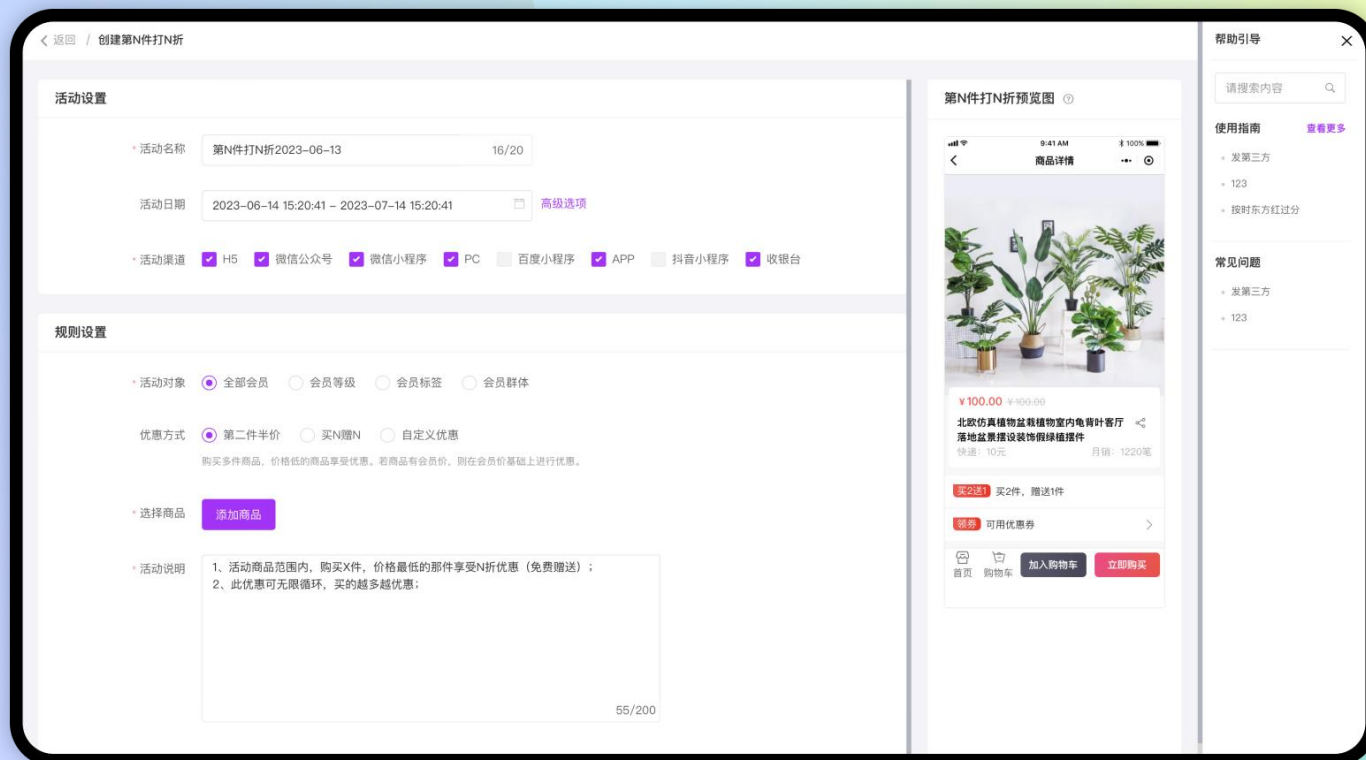 返回 / 创建第N件打N折
活动设置
* 活动名称 第N件打N折2023-06-13 16/20
活动日期 2023-06-14 15:20:41 - 2023-07-14 15:20:41 高级选项
* 活动渠道 H5 微信公众号 微信小程序 PC 百度小程序 APP 抖音小程序 收银台
规则设置
* 活动对象 全部会员 会员等级 会员标签 会员群体
优惠方式 第二件半价 买N赠N 自定义优惠
购买多件商品，价格低的商品享受优惠。若商品有会员价，则在会员价基础上进行优惠。
* 选择商品 添加商品
* 活动说明 1、活动商品范围内，购买X件，价格最低的那件享受N折优惠（免费赠送）；
2、此优惠可无限循环，买的越多越优惠；
55/200
第N件打N折预览图
9:41 AM 100%
商品详情
¥100.00 ¥100.00
北欧仿真植物盆栽植物室内龟背叶客厅
落地盆景摆设装饰假绿植摆件
快递：10元 月销：1220笔
买2送1 买2件，赠送1件
领券 可用优惠券
首页 购物车 加入购物车 立即购买
帮助引导
请搜索内容
使用指南 查看更多
发第三方
123
按时东方红过分
常见问题
发第三方
123